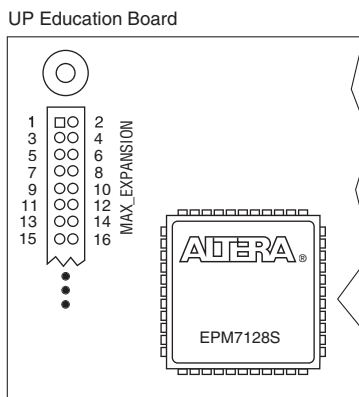 UP Education Board
1 2
3 4
5 6
7 8
9 10
11 12
13 14
15 16
MAX_EXPANSION
ALTERA®
EPM7128S